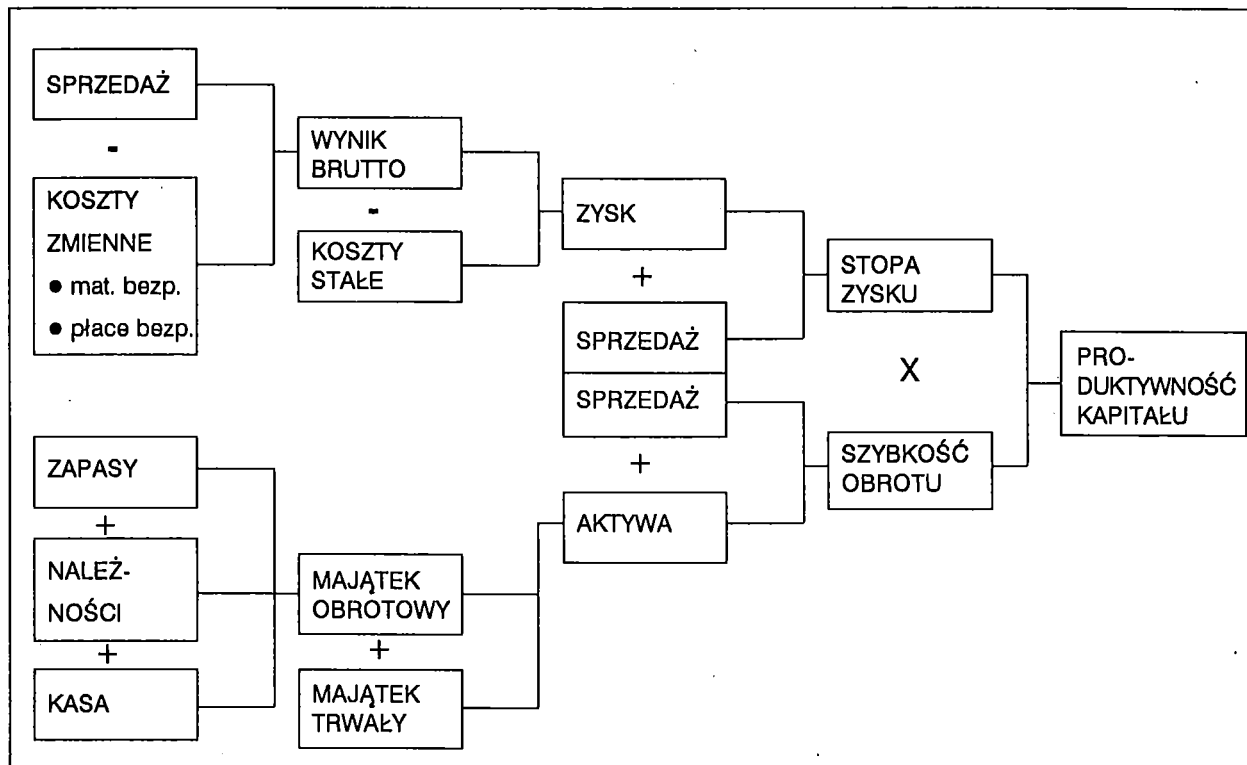 SPRZEDAŻ
-
KOSZTY
ZMIENNE
● mat. bezp.
● płace bezp.
WYNIK
BRUTTO
-
KOSZTY
STAŁE
ZYSK
+
SPRZEDAŻ
SPRZEDAŻ
+
AKTYWA
STOPA
ZYSKU
X
SZYBKOŚĆ
OBROTU
PRO-
DUKTYWNOŚĆ
KAPITAŁU
ZAPASY
+
NALEŻ-
NOŚCI
+
KASA
MAJĄTEK
OBROTOWY
+
MAJĄTEK
TRWAŁY